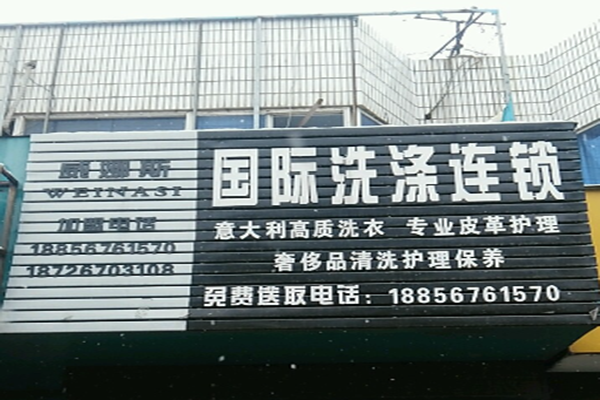 威娜斯
WEINASI
加盟电话
18856761570
18726703108
国际洗涤连锁
意大利高质洗衣 专业皮革护理
奢侈品清洗护理保养
免费送取电话：18856761570